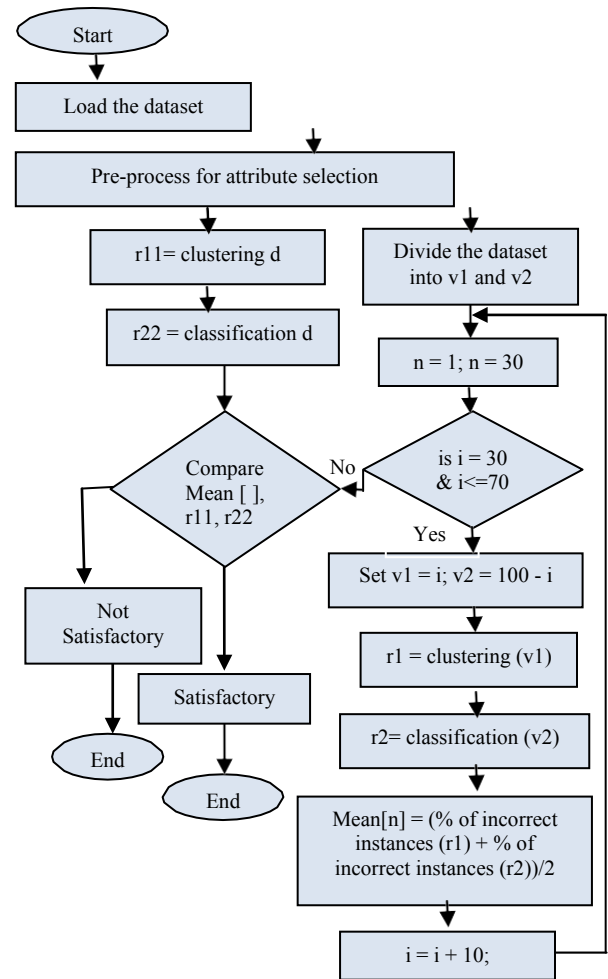 Start
Load the dataset
Pre-process for attribute selection
r11= clustering d
Divide the dataset
into v1 and v2
r22 = classification d
n = 1; n = 30
Compare
Mean [ ],
r11, r22
No
is i = 30
& i<=70
Yes
Set v1 = i; v2 = 100 - i
Not
Satisfactory
r1 = clustering (v1)
Satisfactory
r2= classification (v2)
End
End
Mean[n] = (% of incorrect
instances (r1) + % of
incorrect instances (r2))/2
i = i + 10;